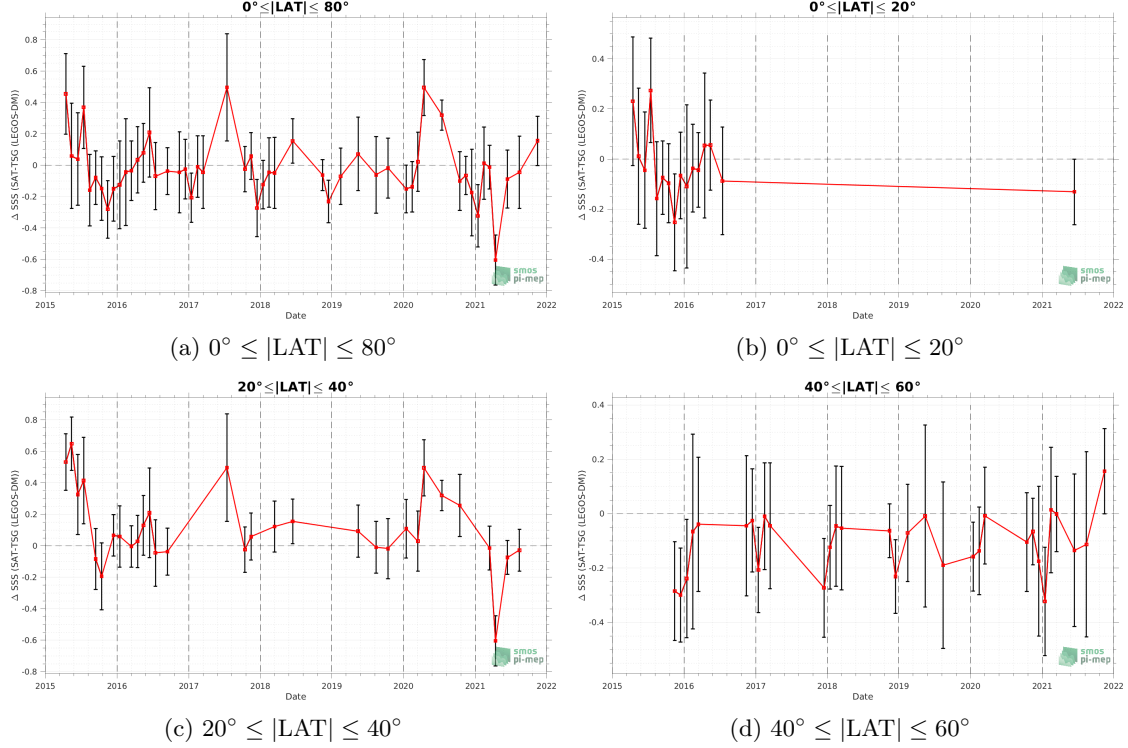 0°≤|LAT|≤ 80°
Δ SSS (SAT-TSG (LEGOS-DM))
0.8
0.6
0.4
0.2
0
-0.2
-0.4
-0.6
-0.8
2015 2016 2017 2018 2019 2020 2021 2022
Date
smos
pi-mep
(a) 0° ≤ |LAT| ≤ 80°
0°≤|LAT|≤ 20°
Δ SSS (SAT-TSG (LEGOS-DM))
0.4
0.2
0
-0.2
-0.4
2015 2016 2017 2018 2019 2020 2021 2022
Date
smos
pi-mep
(b) 0° ≤ |LAT| ≤ 20°
20°≤|LAT|≤ 40°
Δ SSS (SAT-TSG (LEGOS-DM))
0.8
0.6
0.4
0.2
0
-0.2
-0.4
-0.6
-0.8
2015 2016 2017 2018 2019 2020 2021 2022
Date
smos
pi-mep
(c) 20° ≤ |LAT| ≤ 40°
40°≤|LAT|≤ 60°
Δ SSS (SAT-TSG (LEGOS-DM))
0.4
0.2
0
-0.2
-0.4
2015 2016 2017 2018 2019 2020 2021 2022
Date
smos
pi-mep
(d) 40° ≤ |LAT| ≤ 60°